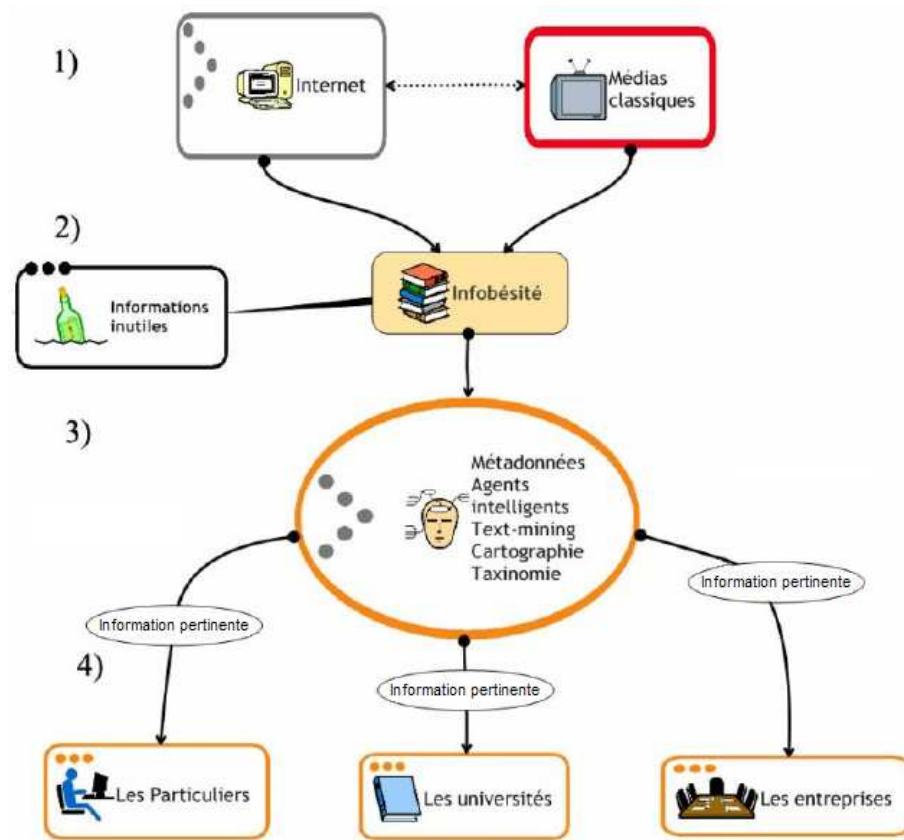 1)
Internet
Médias
classiques
2)
Informations
inutiles
Infobésité
3)
Métadonnées
Agents
intelligents
Text-mining
Cartographie
Taxinomie
Information pertinente
Information pertinente
4)
Information pertinente
Les Particuliers
Les universités
Les entreprises